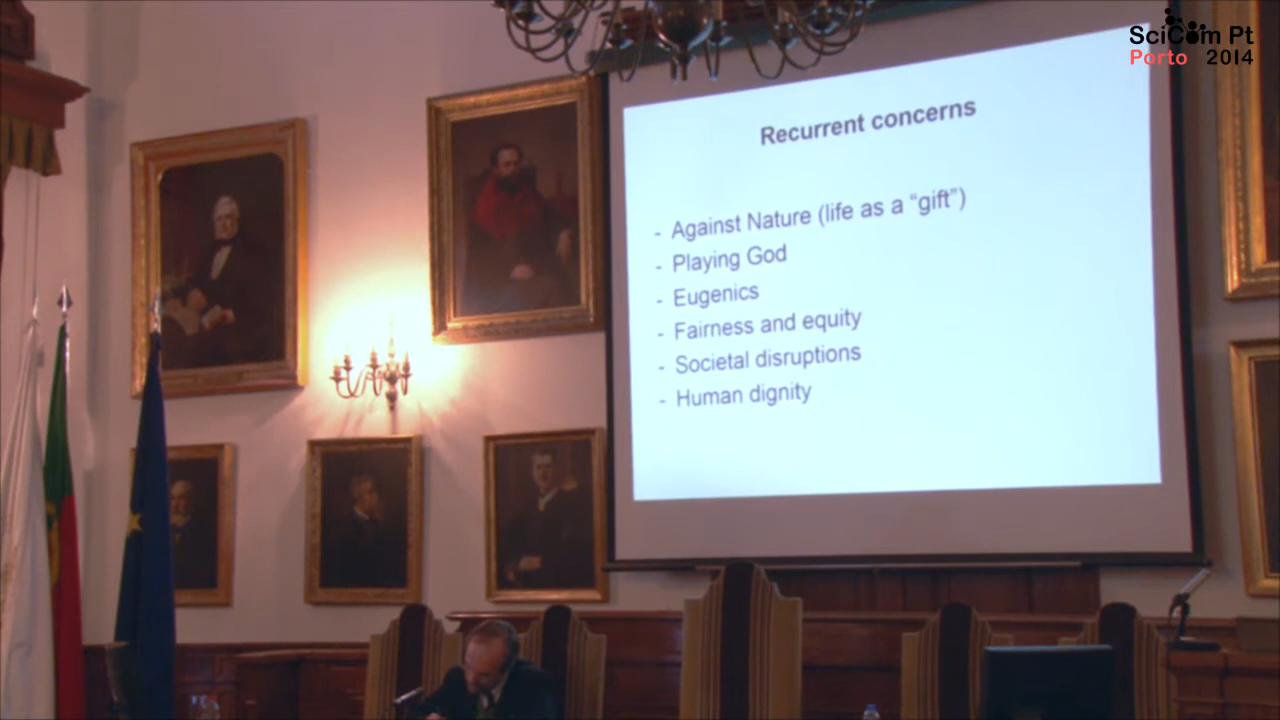 SciCom Pt
Porto 2014
Recurrent concerns
- Against Nature (life as a “gift”)
- Playing God
- Eugenics
- Fairness and equity
- Societal disruptions
- Human dignity